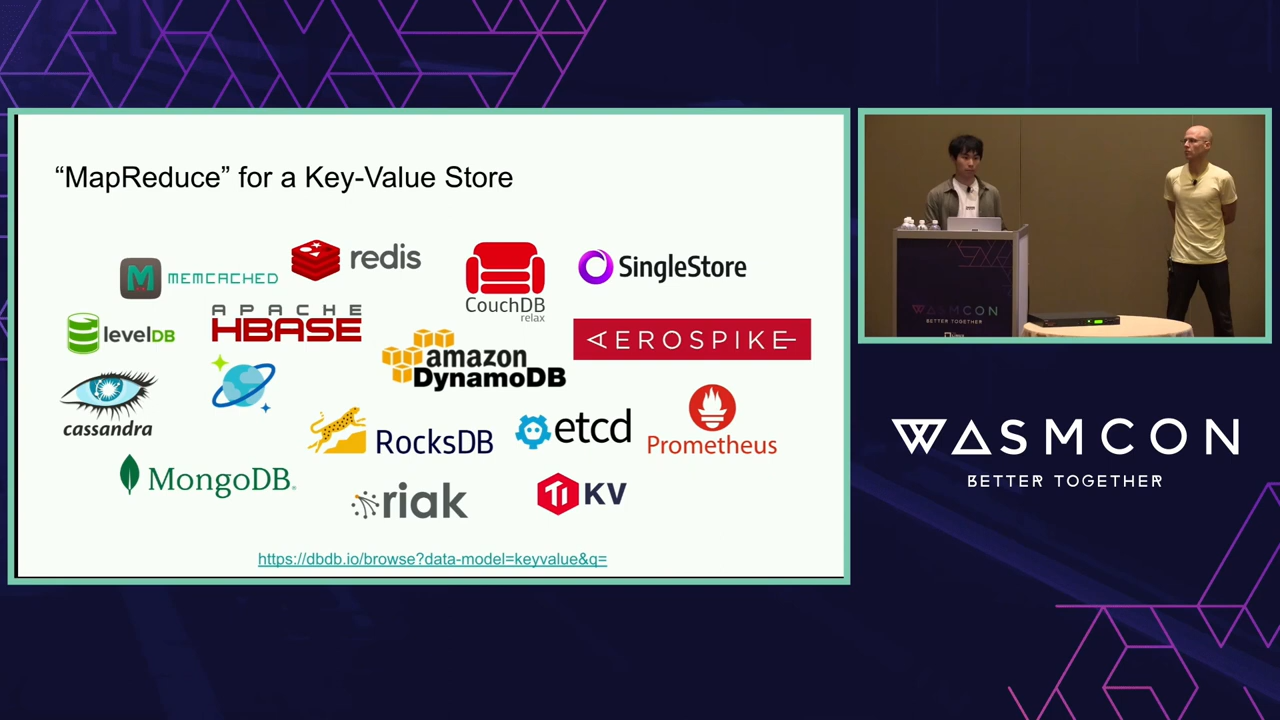 “MapReduce” for a Key-Value Store
MEMCACHED
redis
CouchDB
relax
SingleStore
levelDB
APACHE
HBASE
amazon
DynamoDB
AEROSPIKE
cassandra
RocksDB
etcd
Prometheus
MongoDB.
riak
KV
https://dbdb.io/browse?data-model=keyvalue&q=
WASMCON
BETTER TOGETHER
WASMCON
BETTER TOGETHER